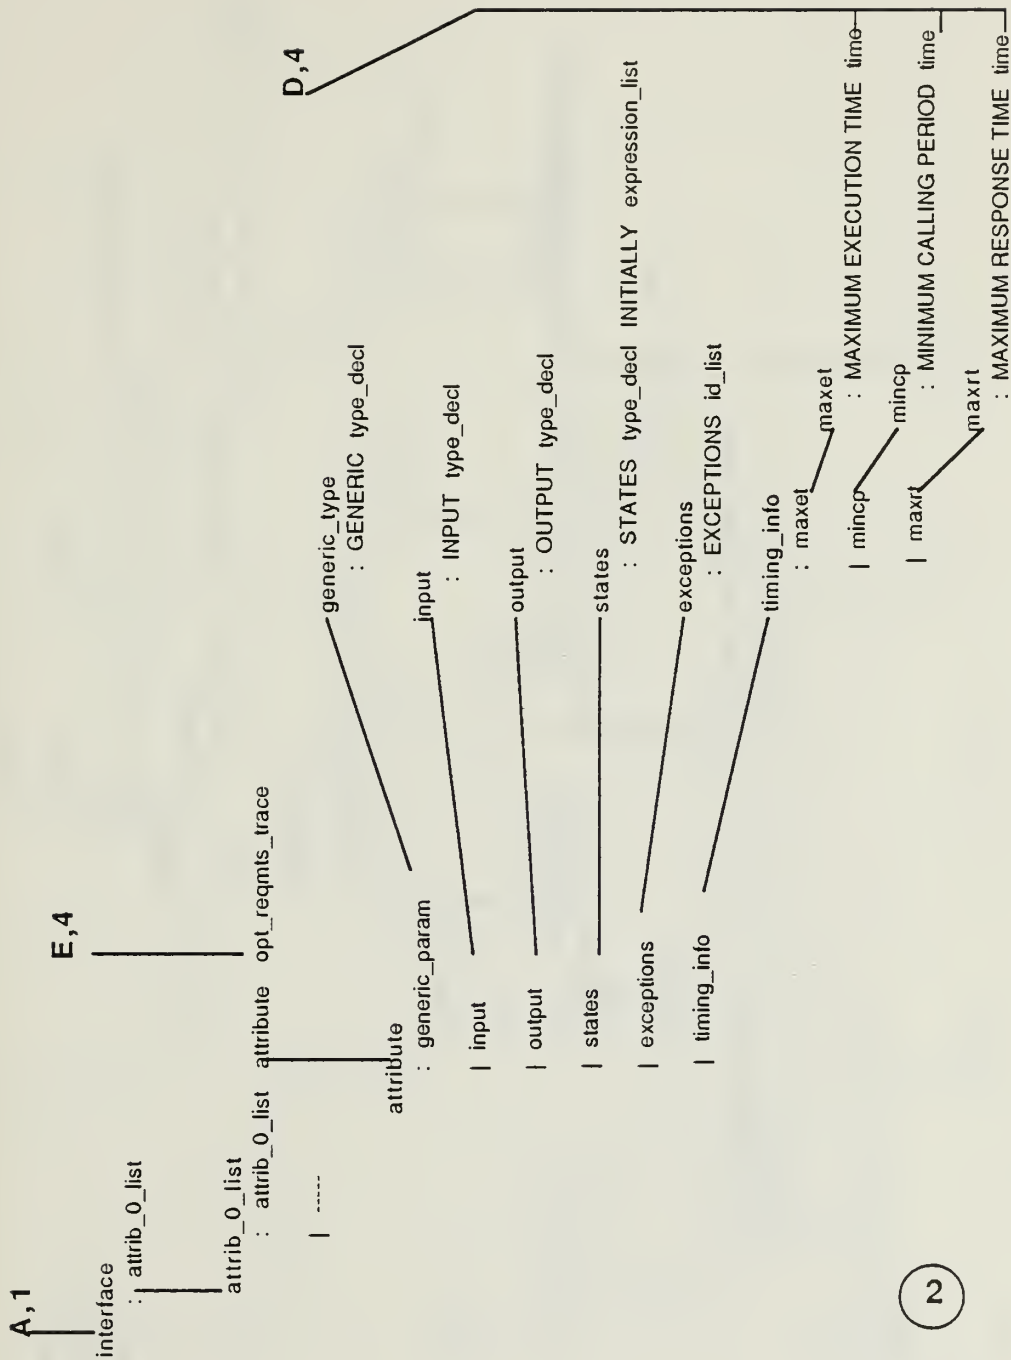 A,1
interface
: attrib_0_list
attrib_0_list
: attrib_0_list attribute opt_reqmts_trace
| -----
E,4
attribute
: generic_param
| input
| output
| states
| exceptions
| timing_info
generic_type
: GENERIC type_decl
input
: INPUT type_decl
output
: OUTPUT type_decl
states
: STATES type_decl INITIALLY expression_list
exceptions
: EXCEPTIONS id_list
timing_info
: maxet
| mincp
| maxrt
maxet
: MAXIMUM EXECUTION TIME time
mincp
: MINIMUM CALLING PERIOD time
maxrt
: MAXIMUM RESPONSE TIME time
D,4
2